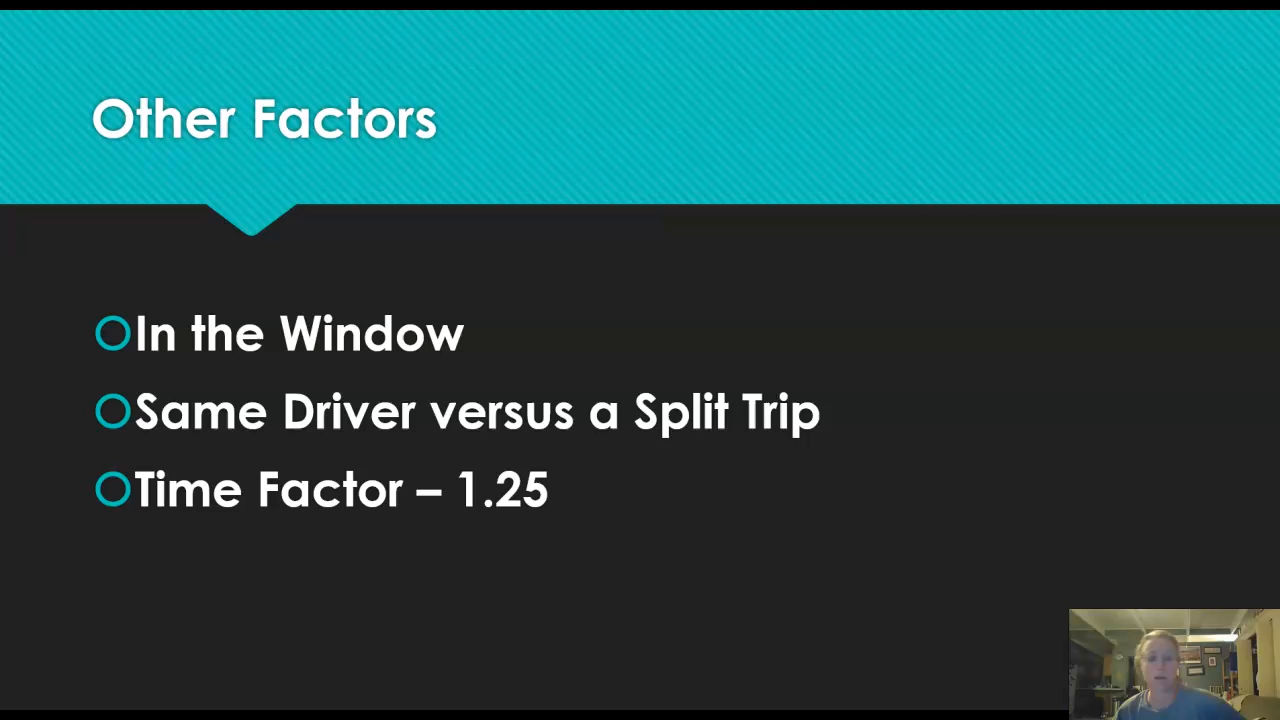 Other Factors
In the Window
Same Driver versus a Split Trip
Time Factor – 1.25